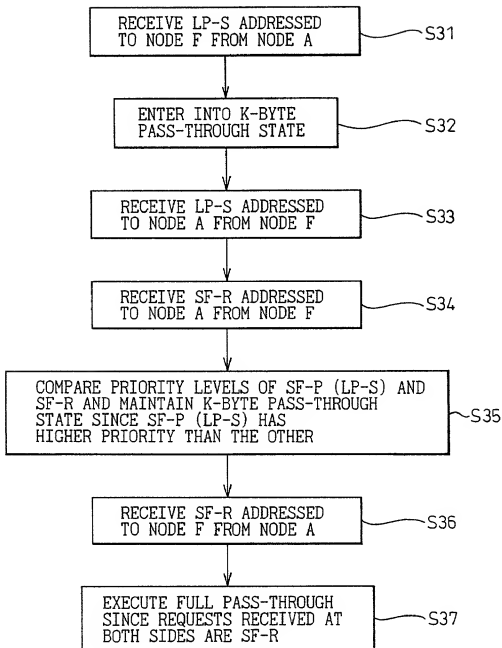 RECEIVE LP-S ADDRESSED
TO NODE F FROM NODE A
S31
ENTER INTO K-BYTE
PASS-THROUGH STATE
S32
RECEIVE LP-S ADDRESSED
TO NODE A FROM NODE F
S33
RECEIVE SF-R ADDRESSED
TO NODE A FROM NODE F
S34
COMPARE PRIORITY LEVELS OF SF-P (LP-S) AND
SF-R AND MAINTAIN K-BYTE PASS-THROUGH
STATE SINCE SF-P (LP-S) HAS
HIGHER PRIORITY THAN THE OTHER
S35
RECEIVE SF-R ADDRESSED
TO NODE F FROM NODE A
S36
EXECUTE FULL PASS-THROUGH
SINCE REQUESTS RECEIVED AT
BOTH SIDES ARE SF-R
S37